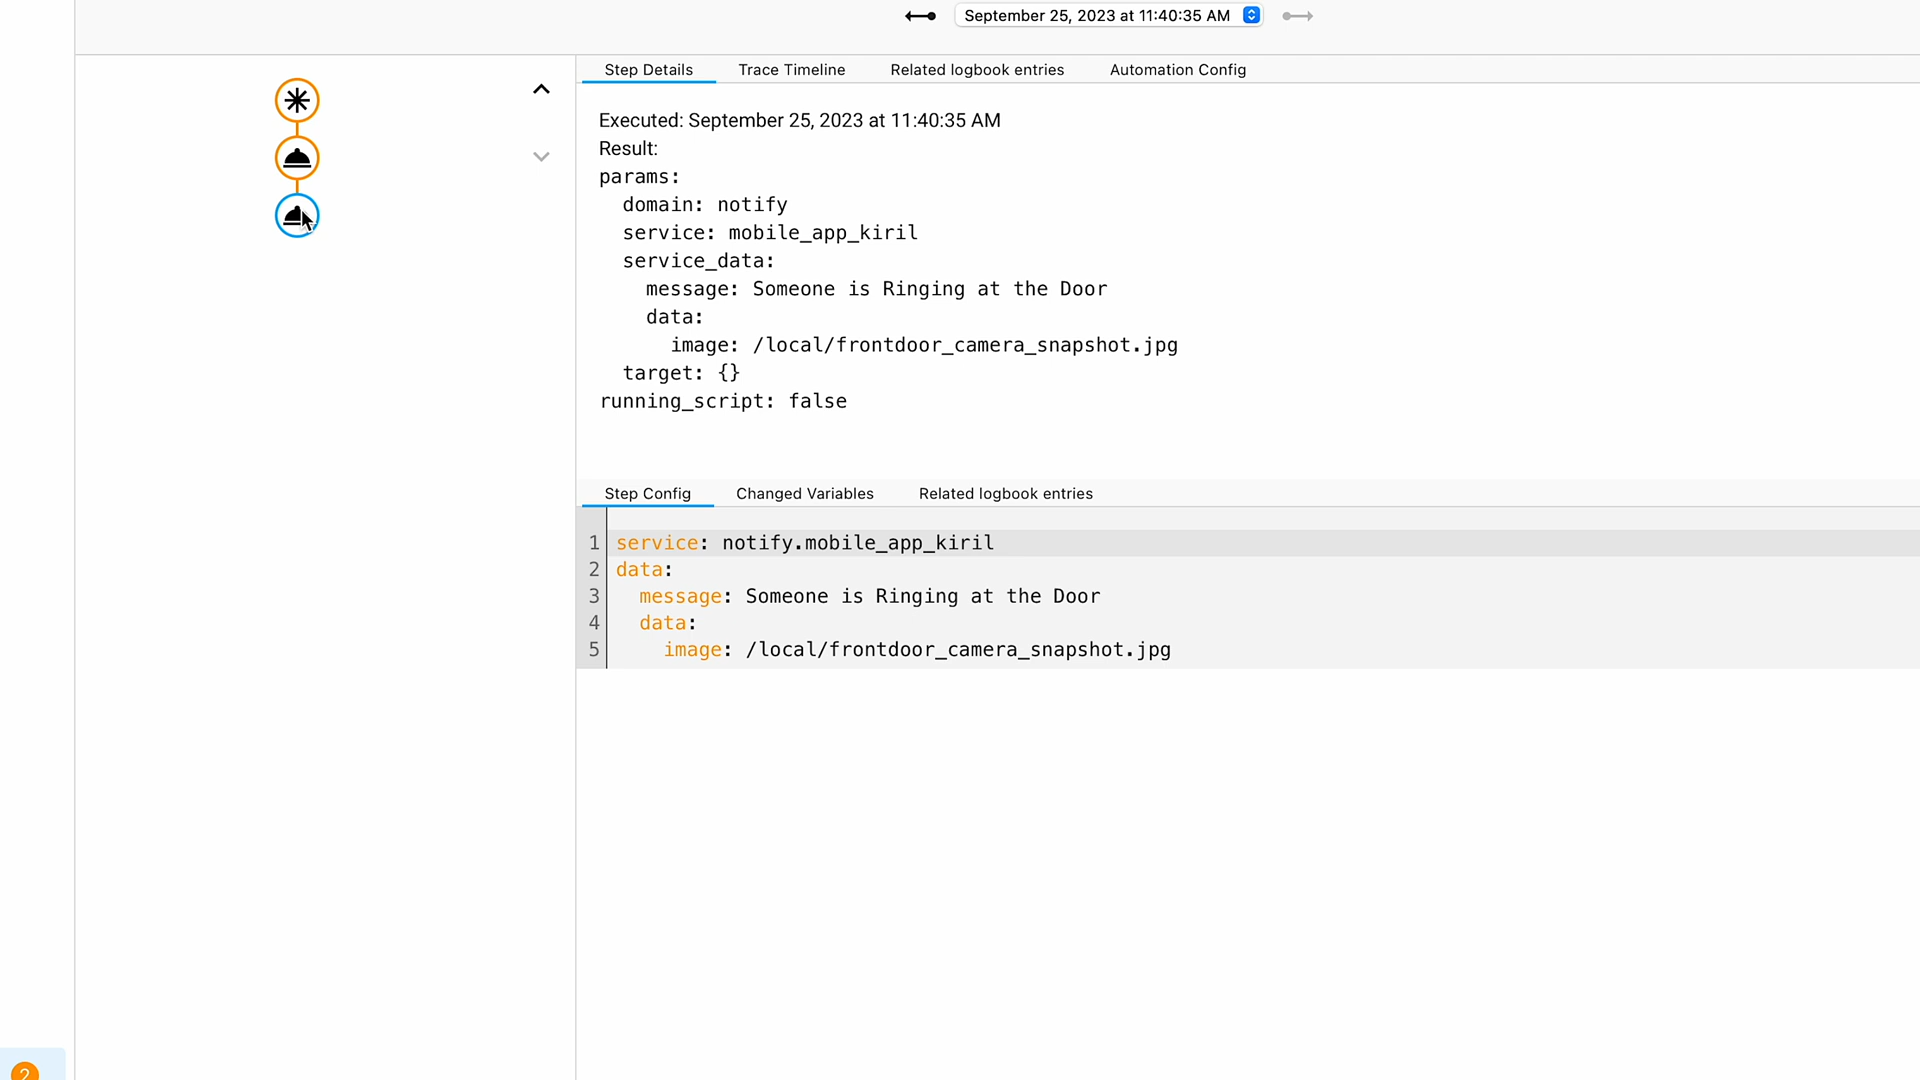 September 25, 2023 at 11:40:35 AM
Step Details Trace Timeline Related logbook entries Automation Config
Executed: September 25, 2023 at 11:40:35 AM
Result:
params:
domain: notify
service: mobile_app_kiril
service_data:
message: Someone is Ringing at the Door
data:
image: /local/frontdoor_camera_snapshot.jpg
target: {}
running_script: false
Step Config Changed Variables Related logbook entries
1 service: notify.mobile_app_kiril
2 data:
3 message: Someone is Ringing at the Door
4 data:
5 image: /local/frontdoor_camera_snapshot.jpg
2